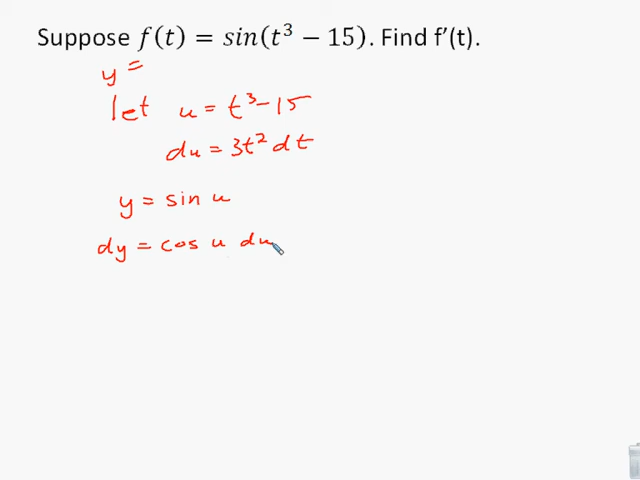 Suppose f(t) = sin(t³ − 15). Find f'(t).
y =
let u = t³−15
du = 3t² dt
y = sin u
dy = cos u du